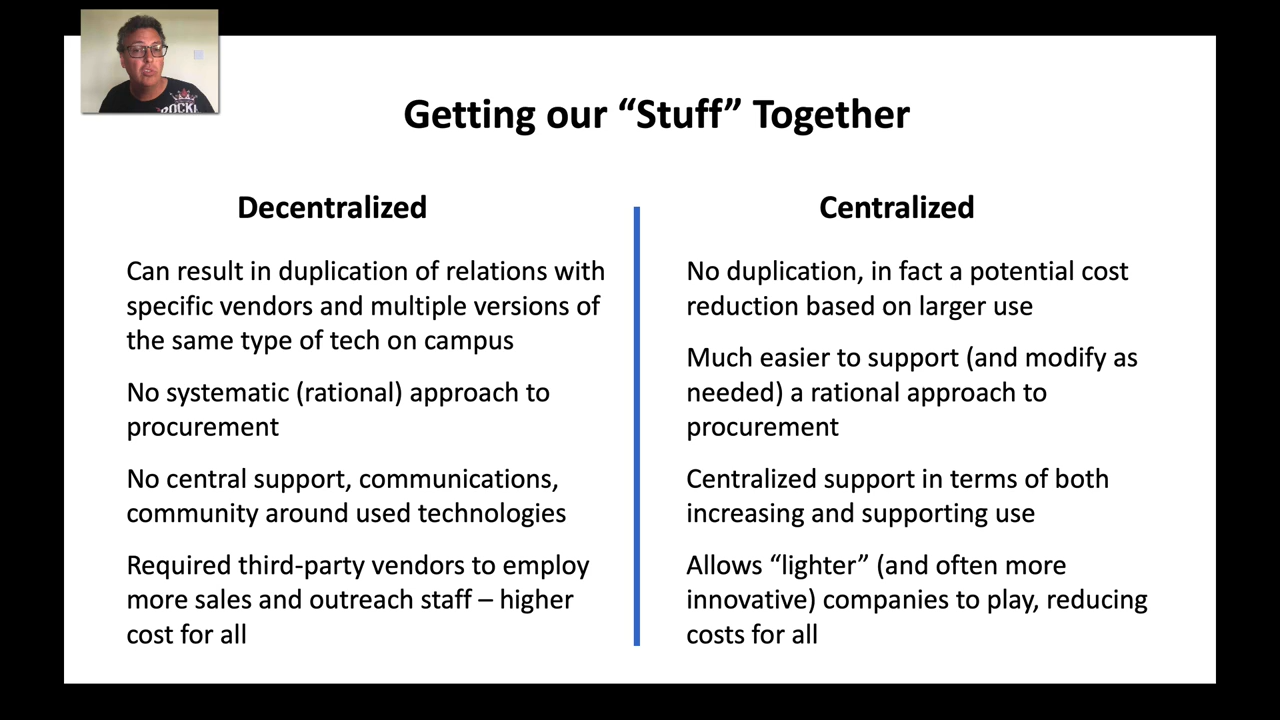 Getting our “Stuff” Together
Decentralized
Can result in duplication of relations with
specific vendors and multiple versions of
the same type of tech on campus
No systematic (rational) approach to
procurement
No central support, communications,
community around used technologies
Required third-party vendors to employ
more sales and outreach staff – higher
cost for all
Centralized
No duplication, in fact a potential cost
reduction based on larger use
Much easier to support (and modify as
needed) a rational approach to
procurement
Centralized support in terms of both
increasing and supporting use
Allows “lighter” (and often more
innovative) companies to play, reducing
costs for all